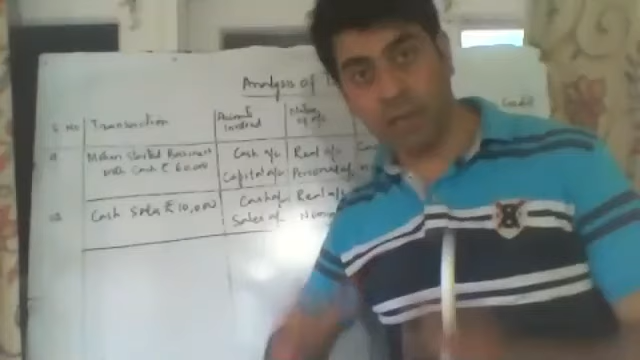 Analysis of
S No Transaction Accounts Involved Nature of a/c Credit
1) Mohan started Business Cash a/c Real a/c
with Cash ₹ 60,000 Capital a/c Personal a/c
Cash Sales ₹ 10,000 Cash a/c Real a/c
Sales a/c